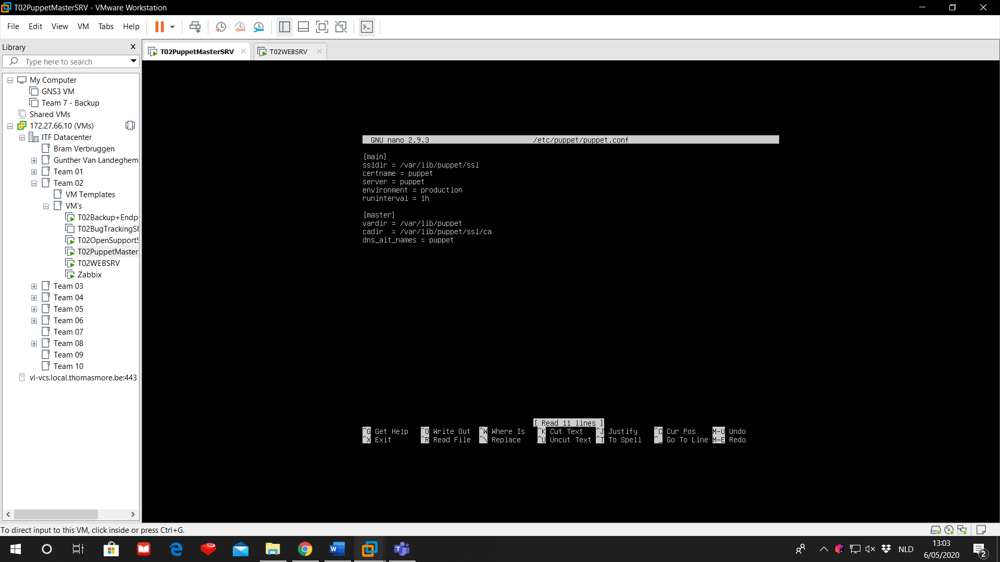 T02PuppetMasterSRV - VMware Workstation
File Edit View VM Tabs Help
Library
Type here to search
My Computer
GNS3 VM
Team 7 - Backup
Shared VMs
172.27.66.10 (VMs)
ITF Datacenter
Bram Verbruggen
Gunther Van Landeghem
Team 01
Team 02
VM Templates
VM's
T02Backup+Endp
T02BugTrackingSI
T02OpenSupportS
T02PuppetMaster
T02WEBSRV
Zabbix
Team 03
Team 04
Team 05
Team 06
Team 07
Team 08
Team 09
Team 10
vl-vcs.local.thomasmore.be:443
T02PuppetMasterSRV T02WEBSRV
GNU nano 2.9.3 /etc/puppet/puppet.conf
[main]
ssldir = /var/lib/puppet/ssl
certname = puppet
server = puppet
environment = production
runinterval = 1h
[master]
vardir = /var/lib/puppet
cadir  = /var/lib/puppet/ssl/ca
dns_alt_names = puppet
[ Read 11 lines ]
^G Get Help ^O Write Out ^W Where Is ^K Cut Text ^J Justify ^C Cur Pos M-U Undo
^X Exit ^R Read File ^\ Replace ^U Uncut Text ^T To Spell ^_ Go To Line M-E Redo
To direct input to this VM, click inside or press Ctrl+G.
NLD
13:03
6/05/2020
2